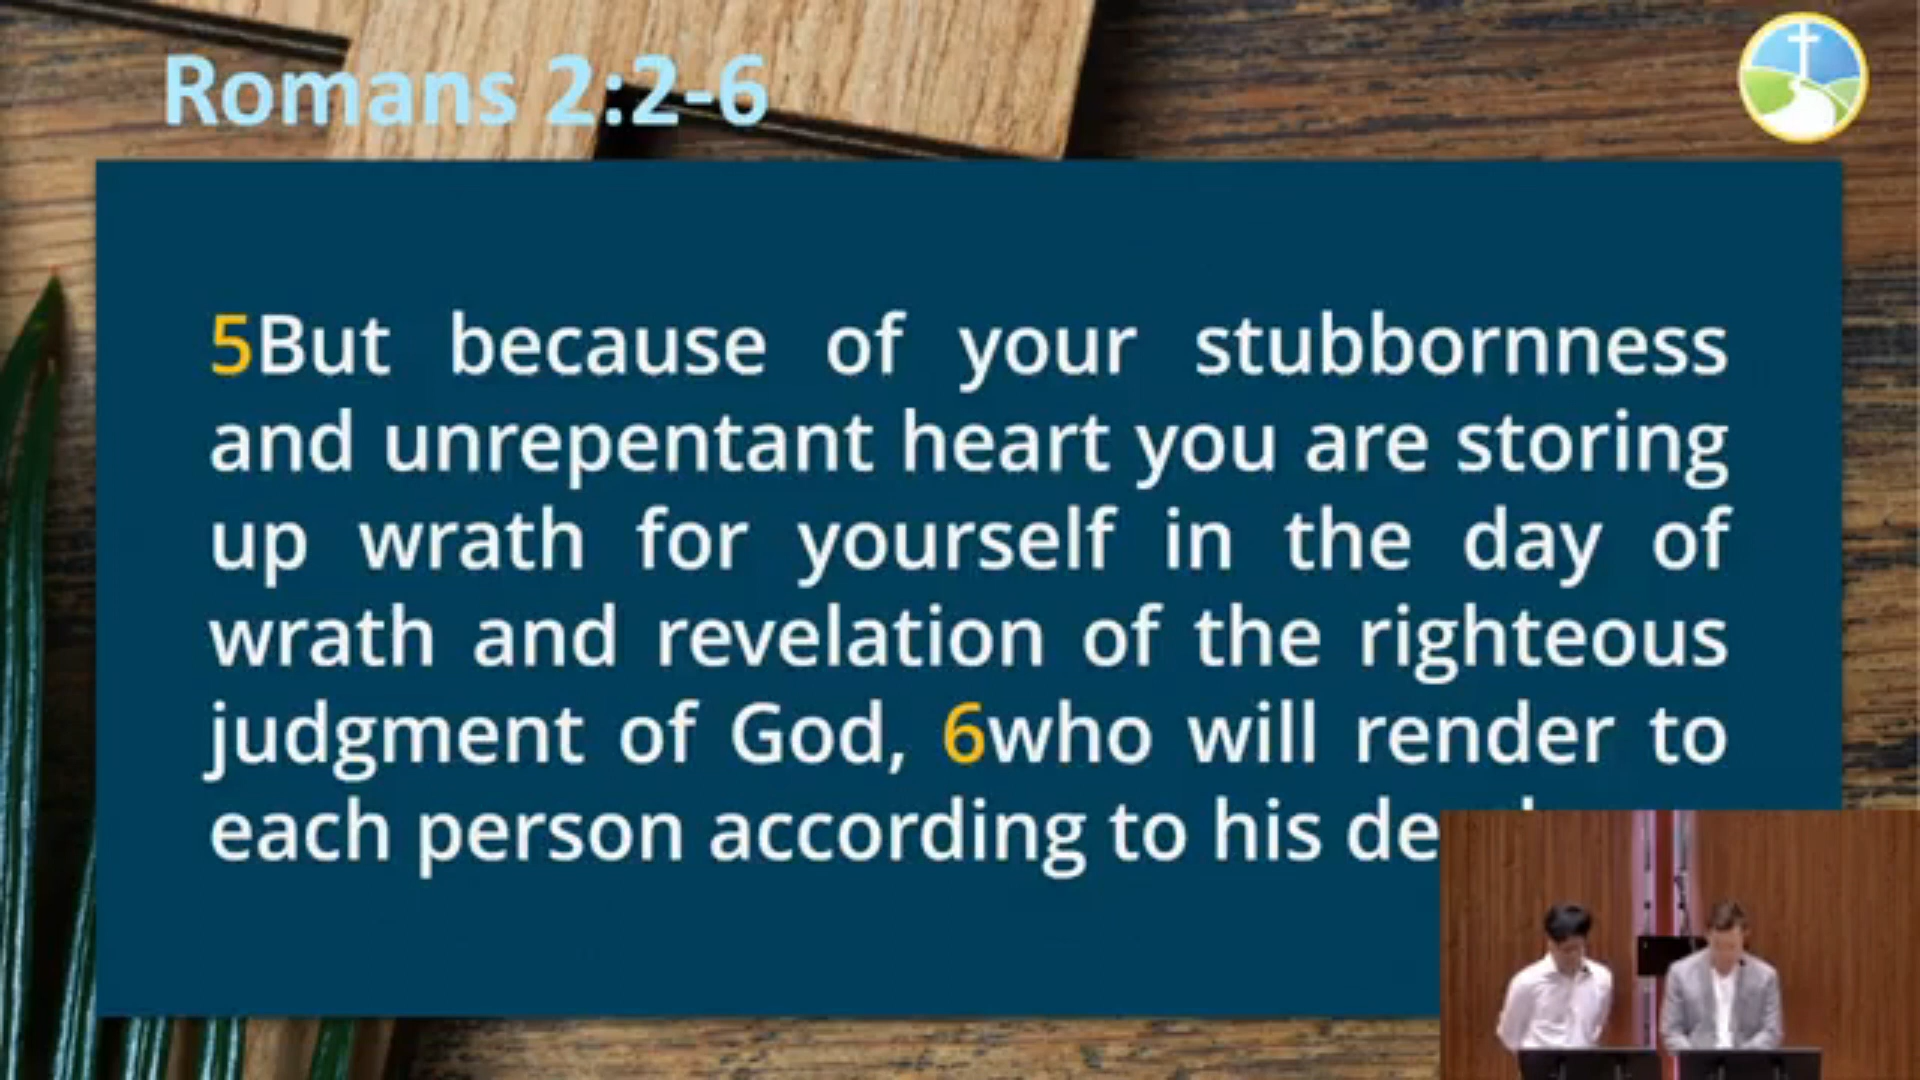 Romans 2:2-6
5But because of your stubbornness
and unrepentant heart you are storing
up wrath for yourself in the day of
wrath and revelation of the righteous
judgment of God, 6who will render to
each person according to his